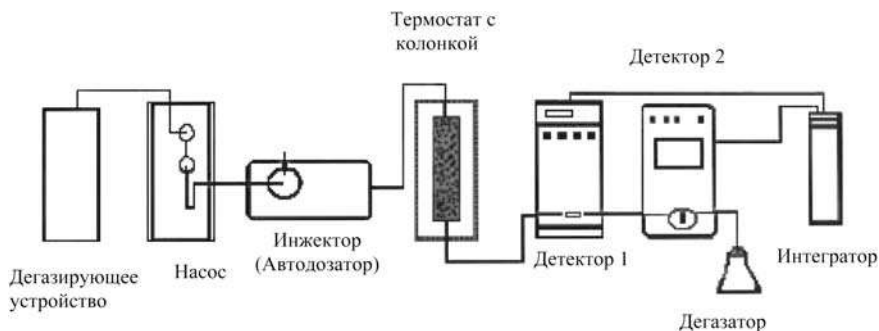 Термостат с
колонкой
Детектор 2
Дегазирующее
устройство
Насос
Инжектор
(Автодозатор)
Детектор 1
Интегратор
Дегазатор